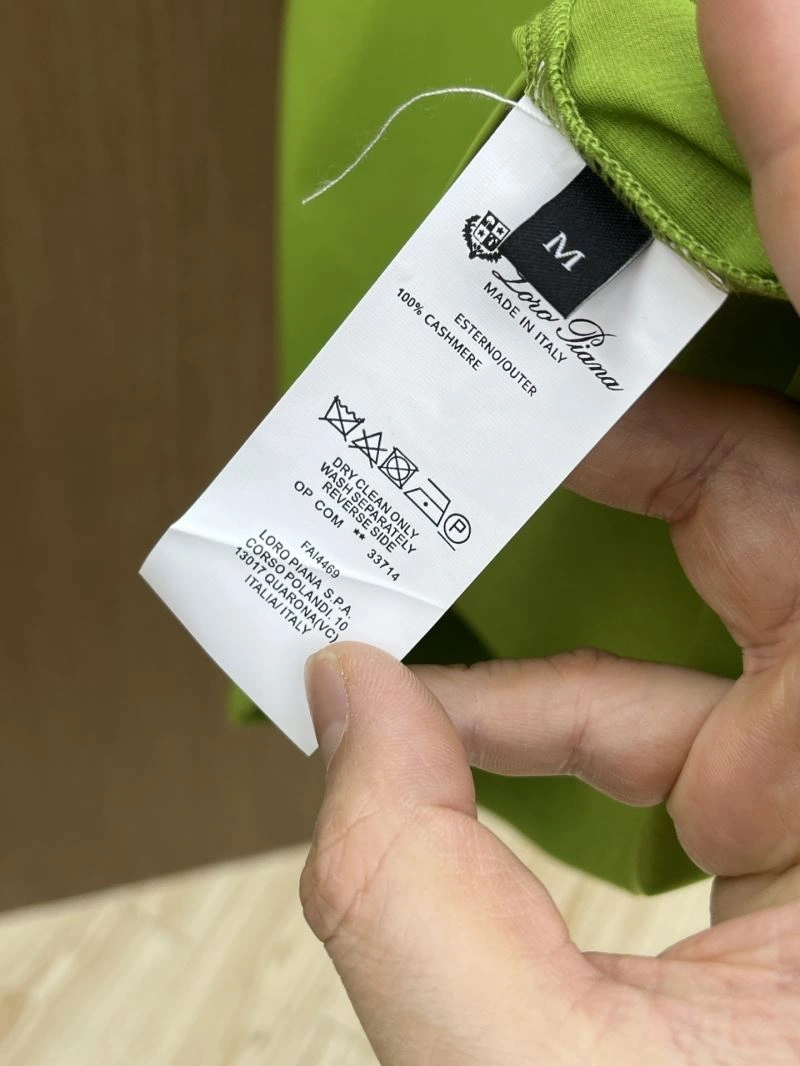 M
Loro Piana
MADE IN ITALY
ESTERNO/OUTER
100% CASHMERE
P
DRY CLEAN ONLY
WASH SEPARATELY
REVERSE SIDE
OP COM ** 33714
FAI4469
LORO PIANA S.P.A.
CORSO POLANDI. 10
13017 QUARONA(VC)
ITALIA/ITALY